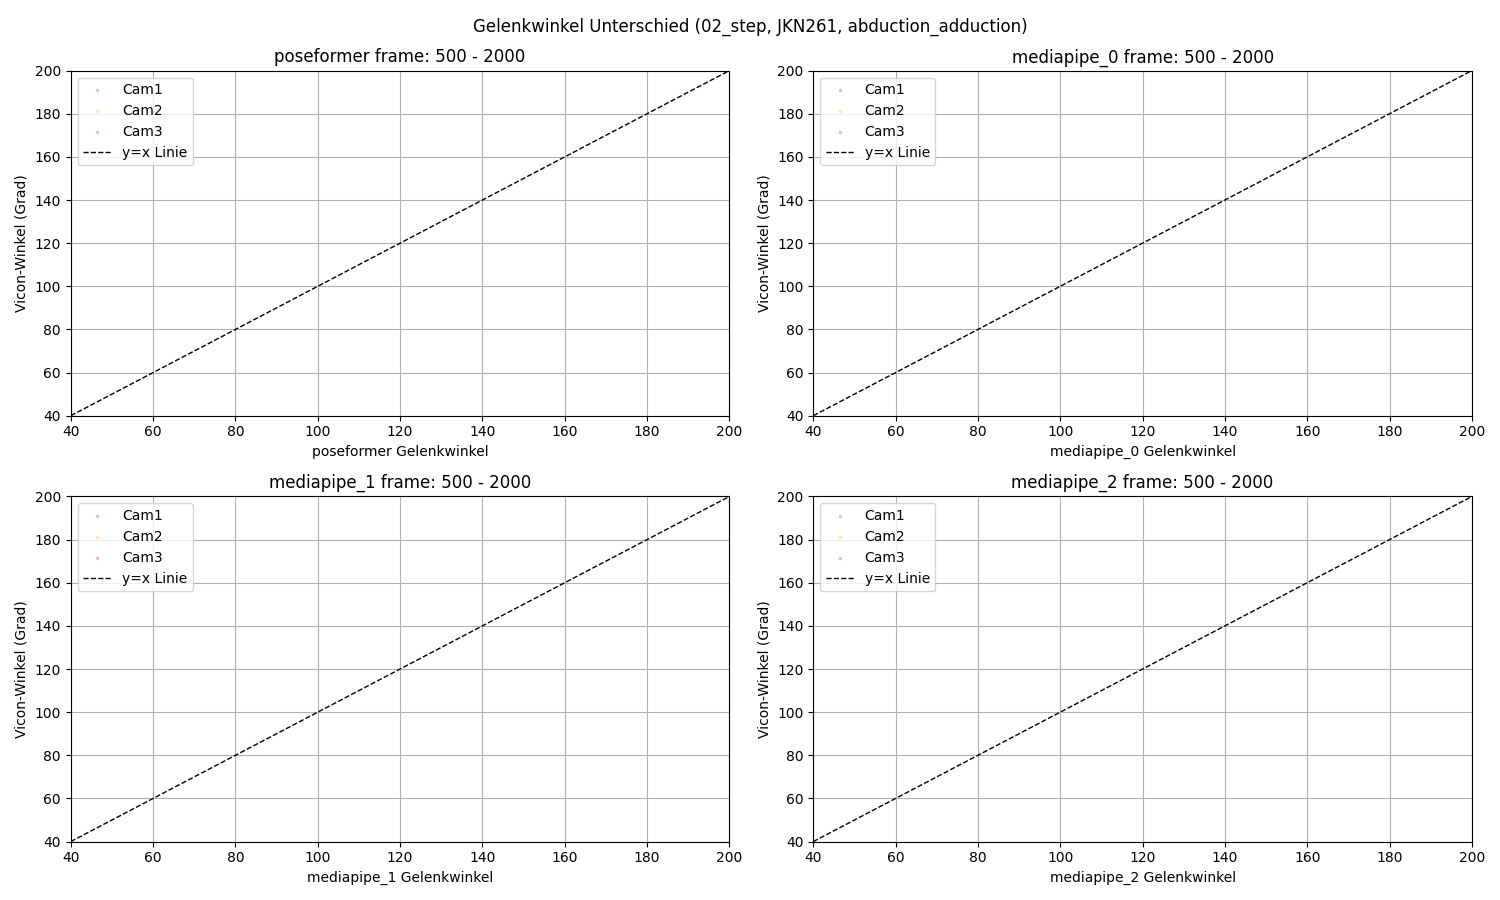 Gelenkwinkel Unterschied (02_step, JKN261, abduction_adduction)
poseformer frame: 500 - 2000
Cam1
Cam2
Cam3
y=x Linie
Vicon-Winkel (Grad)
200
180
160
140
120
100
80
60
40
40 60 80 100 120 140 160 180 200
poseformer Gelenkwinkel
mediapipe_0 frame: 500 - 2000
Cam1
Cam2
Cam3
y=x Linie
Vicon-Winkel (Grad)
200
180
160
140
120
100
80
60
40
40 60 80 100 120 140 160 180 200
mediapipe_0 Gelenkwinkel
mediapipe_1 frame: 500 - 2000
Cam1
Cam2
Cam3
y=x Linie
Vicon-Winkel (Grad)
200
180
160
140
120
100
80
60
40
40 60 80 100 120 140 160 180 200
mediapipe_1 Gelenkwinkel
mediapipe_2 frame: 500 - 2000
Cam1
Cam2
Cam3
y=x Linie
Vicon-Winkel (Grad)
200
180
160
140
120
100
80
60
40
40 60 80 100 120 140 160 180 200
mediapipe_2 Gelenkwinkel